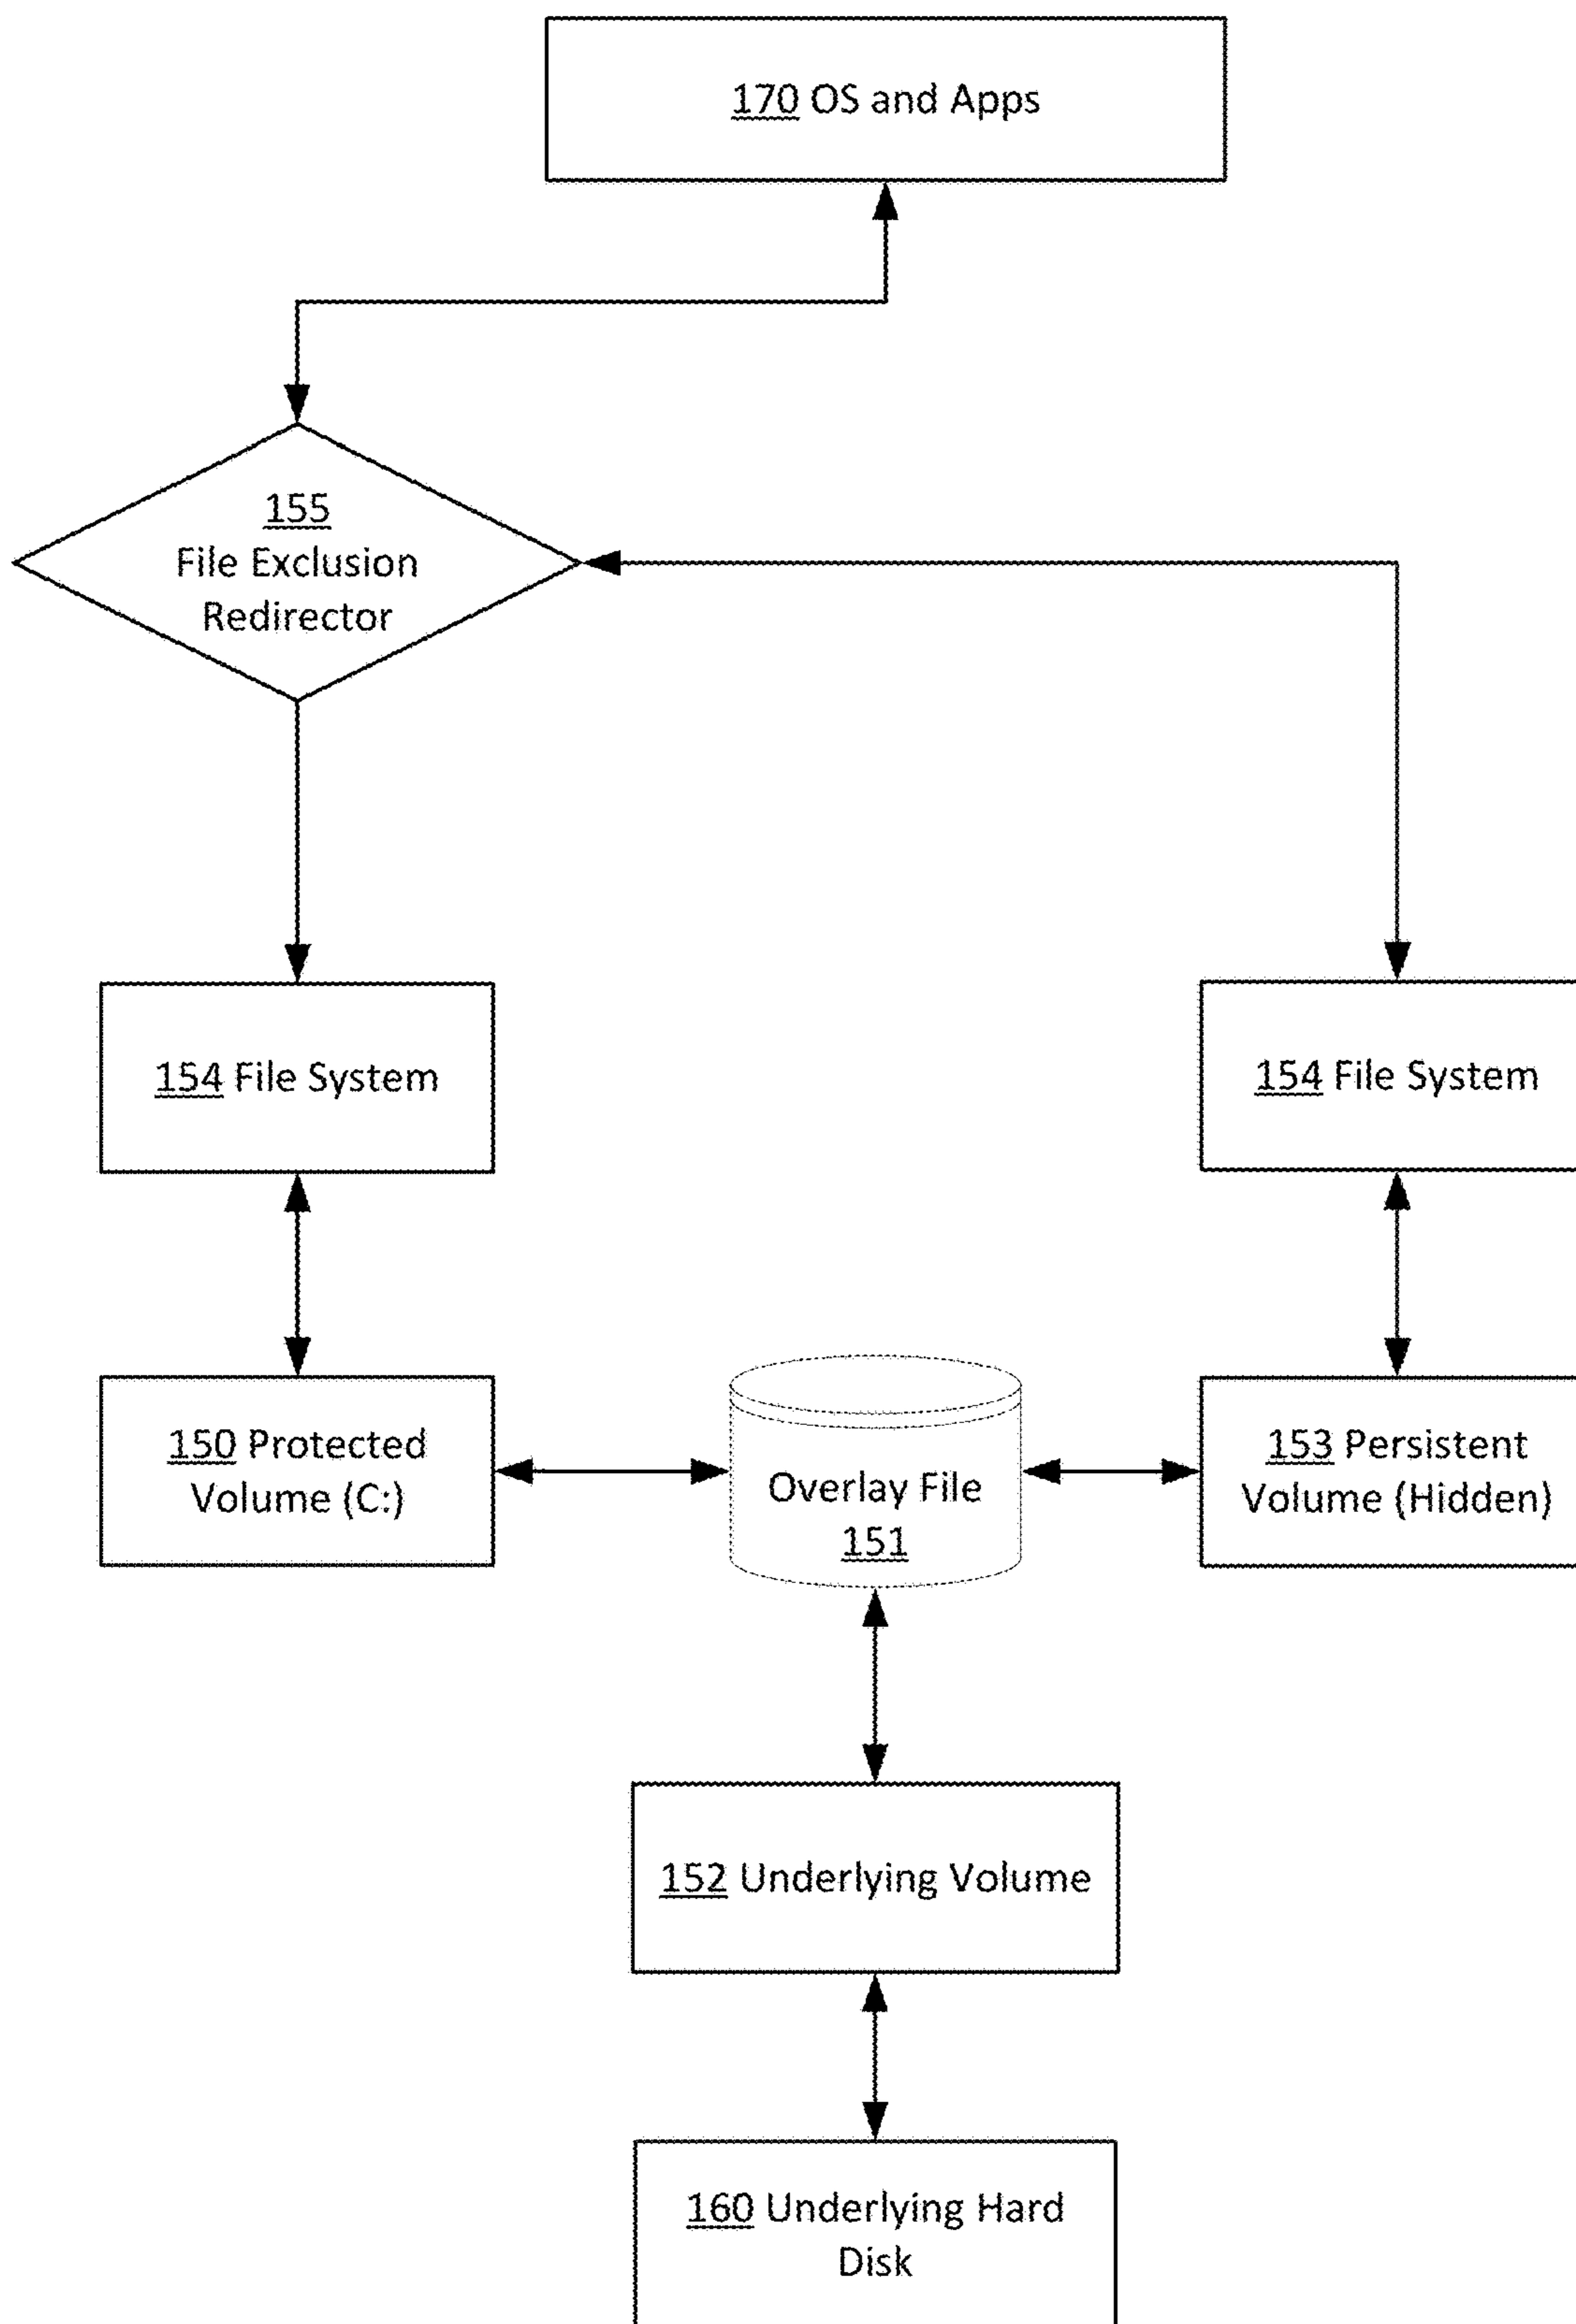 170 OS and Apps
155
File Exclusion
Redirector
154 File System
154 File System
150 Protected
Volume (C:)
Overlay File
151
153 Persistent
Volume (Hidden)
152 Underlying Volume
160 Underlying Hard
Disk